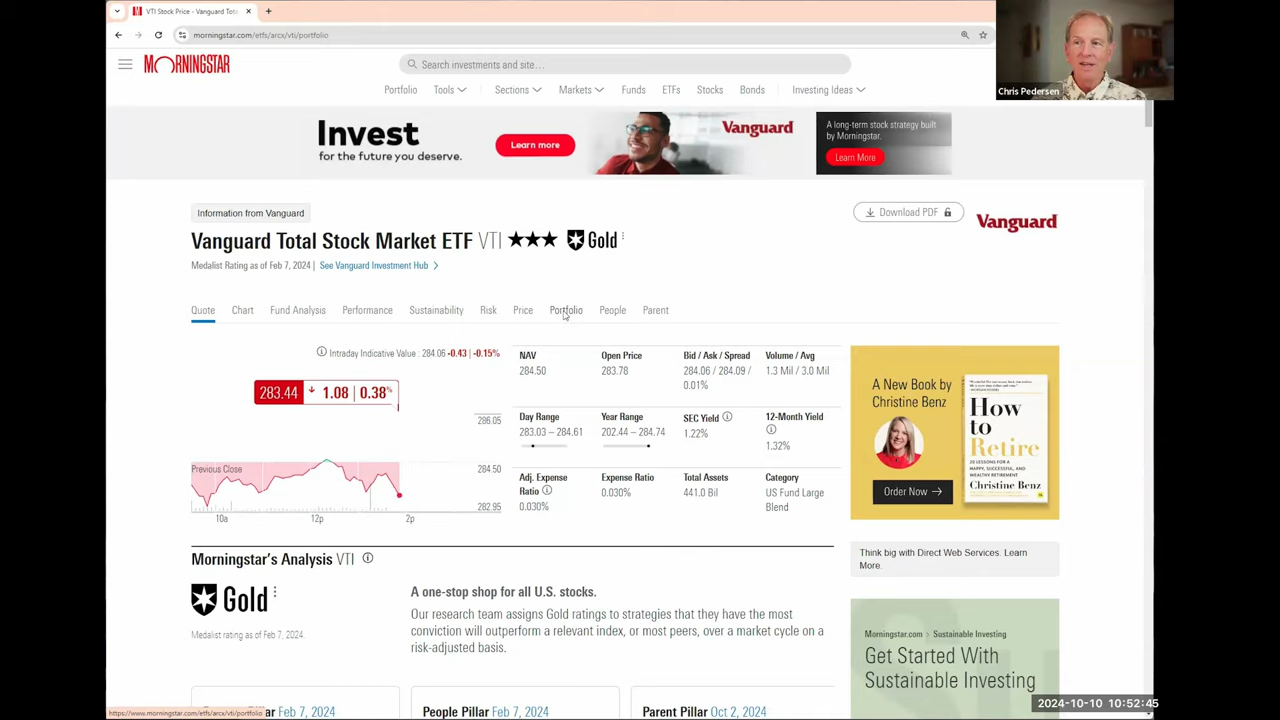 VTI Stock Price - Vanguard Tot
morningstar.com/etfs/arcx/vti/portfolio
MORNINGSTAR
Search investments and site…
Chris Pedersen
Portfolio Tools Sections Markets Funds ETFs Stocks Bonds Investing Ideas
Invest
for the future you deserve.
Learn more
Vanguard
A long-term stock strategy built
by Morningstar.
Learn More
Information from Vanguard
Download PDF
Vanguard
Vanguard Total Stock Market ETF VTI ★★★ Gold
Medalist Rating as of Feb 7, 2024 | See Vanguard Investment Hub
Quote Chart Fund Analysis Performance Sustainability Risk Price Portfolio People Parent
Intraday Indicative Value : 284.06 -0.43 | -0.15%
283.44 1.08 0.38%
286.05
Previous Close
284.50
282.95
10a 12p 2p
NAV
284.50
Open Price
283.78
Bid / Ask / Spread
284.06 / 284.09 /
0.01%
Volume / Avg
1.3 Mil / 3.0 Mil
Day Range
283.03 – 284.61
Year Range
202.44 – 284.74
SEC Yield
1.22%
12-Month Yield
1.32%
Adj. Expense
Ratio
0.030%
Expense Ratio
0.030%
Total Assets
441.0 Bil
Category
US Fund Large
Blend
A New Book by
Christine Benz
Order Now →
How
to
Retire
20 LESSONS FOR A
HAPPY, SUCCESSFUL, AND
WEALTHY RETIREMENT
Christine Benz
Think big with Direct Web Services. Learn
More.
Morningstar's Analysis VTI
Gold
Medalist rating as of Feb 7, 2024
A one-stop shop for all U.S. stocks.
Our research team assigns Gold ratings to strategies that they have the most
conviction will outperform a relevant index, or most peers, over a market cycle on a
risk-adjusted basis.
Morningstar.com > Sustainable Investing
Get Started With
Sustainable Investing
Pillar Feb 7, 2024
People Pillar Feb 7, 2024
Parent Pillar Oct 2, 2024
https://www.morningstar.com/etfs/arcx/vti/portfolio
2024-10-10 10:52:45